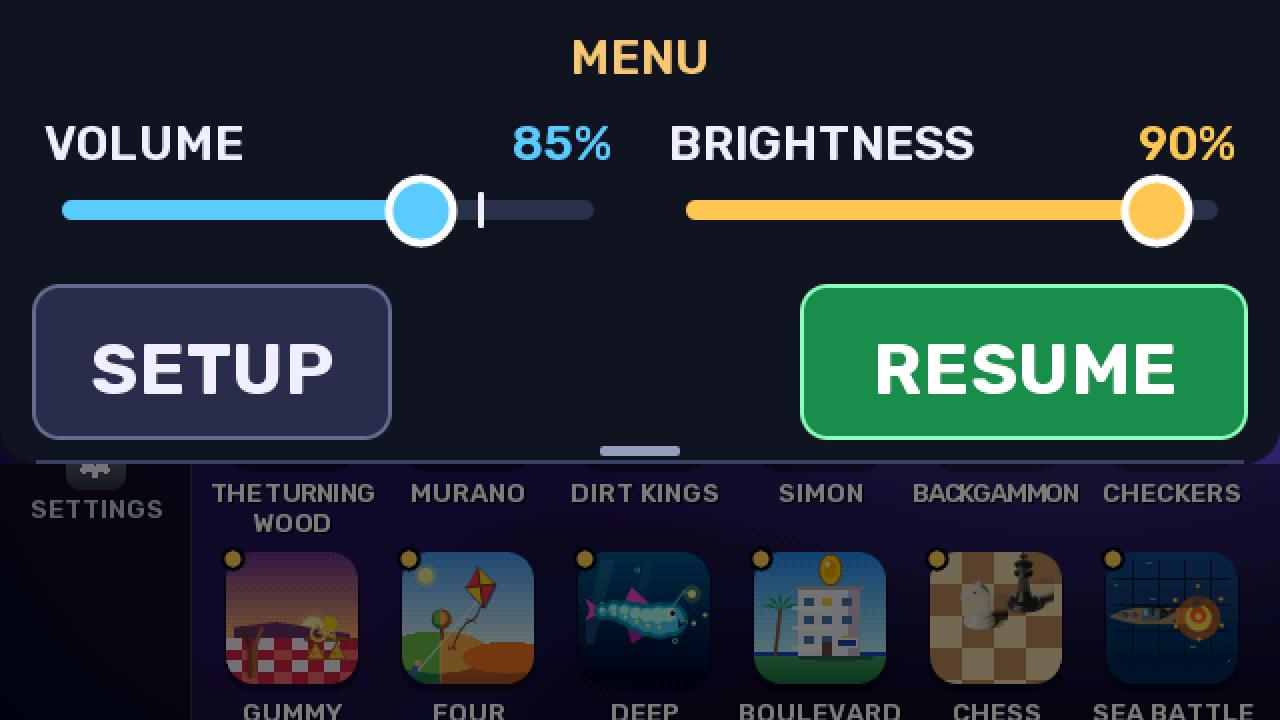 MENU
VOLUME 85% BRIGHTNESS 90%
SETUP RESUME
SETTINGS
THE TURNING WOOD
MURANO
DIRT KINGS
SIMON
BACKGAMMON
CHECKERS
GUMMY
FOUR
DEEP
BOULEVARD
CHESS
SEA BATTLE